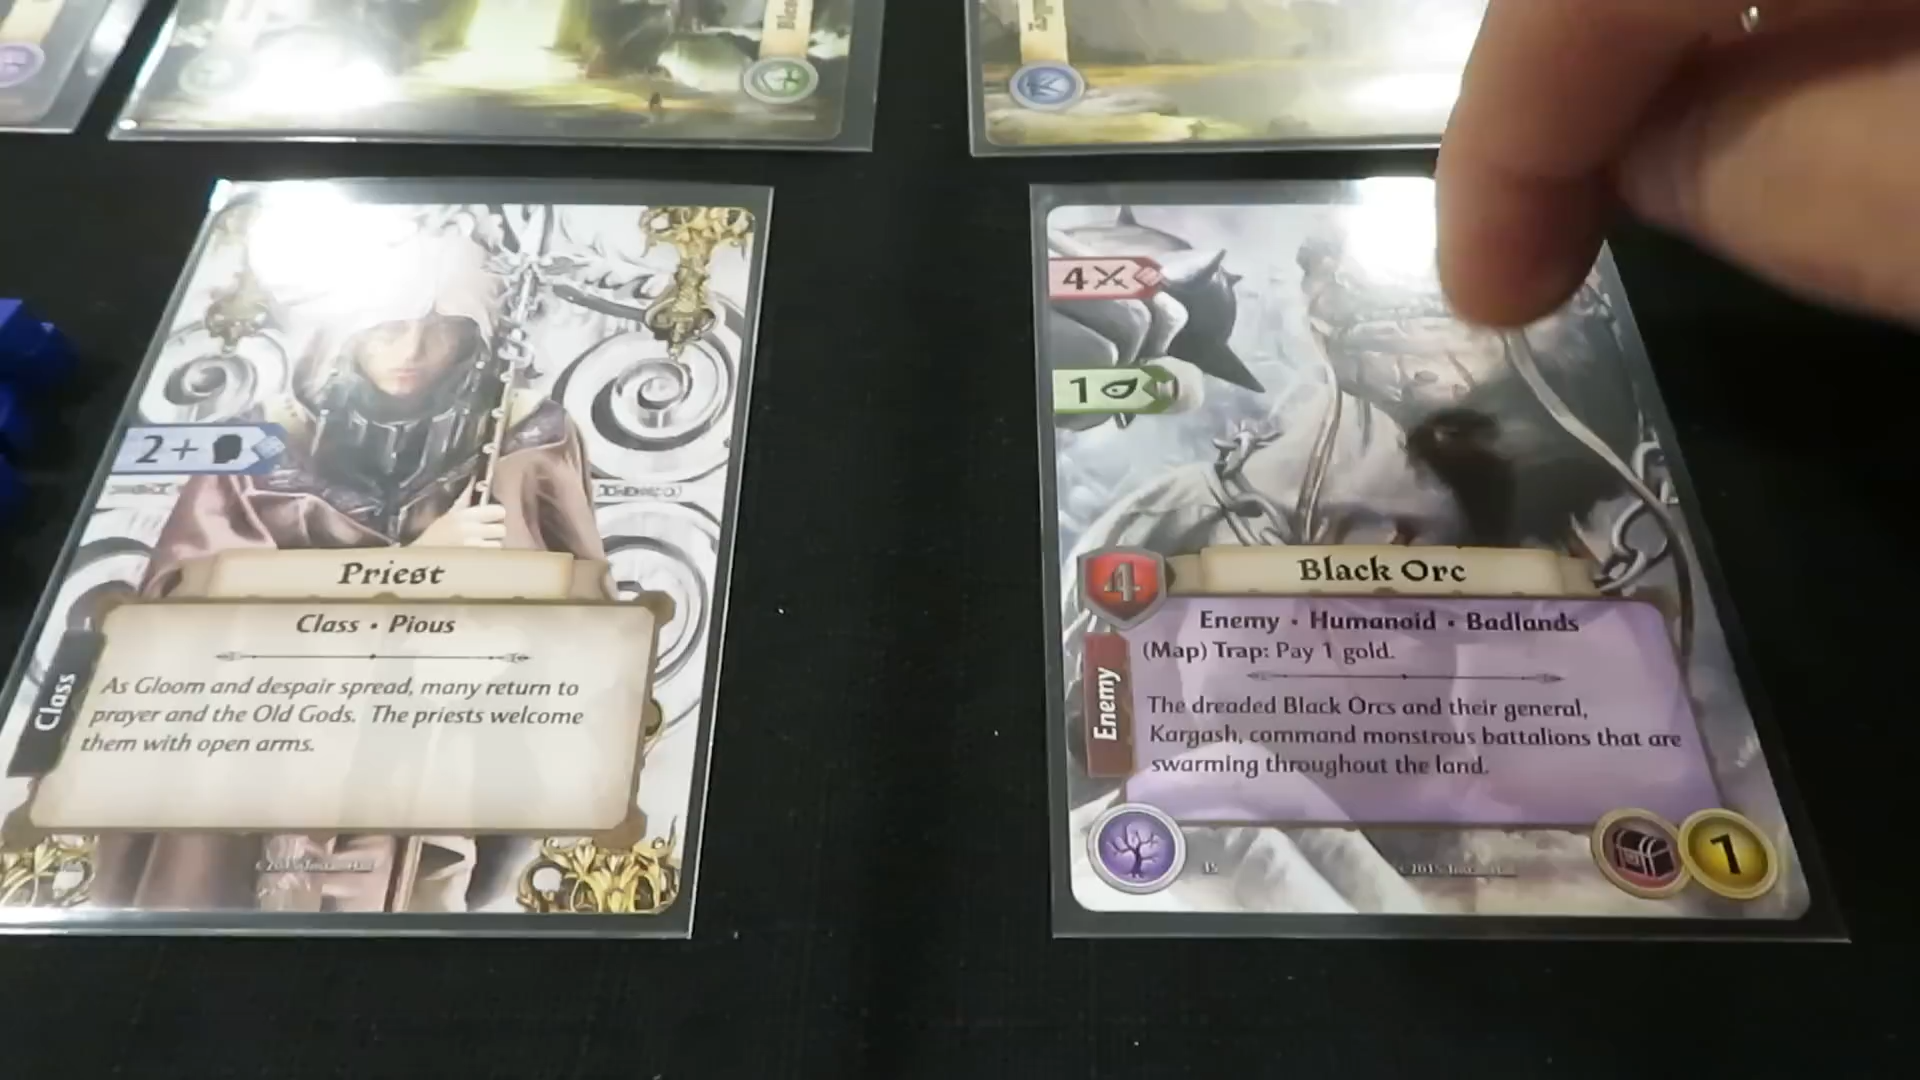 2+
Priest
Class • Pious
Class
As Gloom and despair spread, many return to
prayer and the Old Gods. The priests welcome
them with open arms.
4
1
4
Black Orc
Enemy • Humanoid • Badlands
(Map) Trap: Pay 1 gold.
Enemy
The dreaded Black Orcs and their general,
Kargash, command monstrous battalions that are
swarming throughout the land.
1